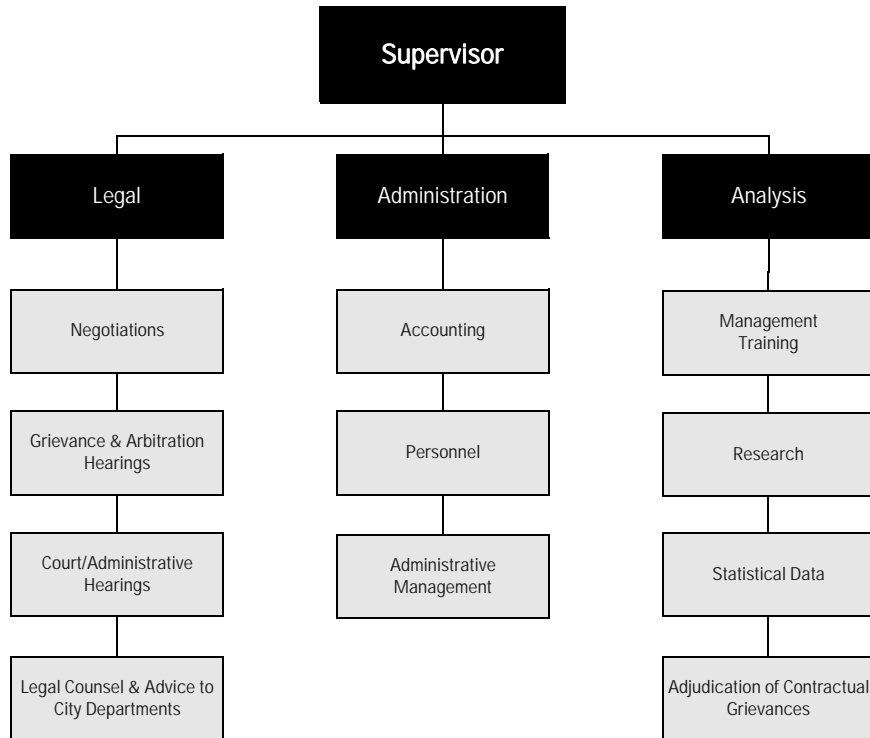 Supervisor
Legal
Administration
Analysis
Negotiations
Accounting
Management
Training
Grievance & Arbitration
Hearings
Personnel
Research
Court/Administrative
Hearings
Administrative
Management
Statistical Data
Legal Counsel & Advice to
City Departments
Adjudication of Contractual
Grievances